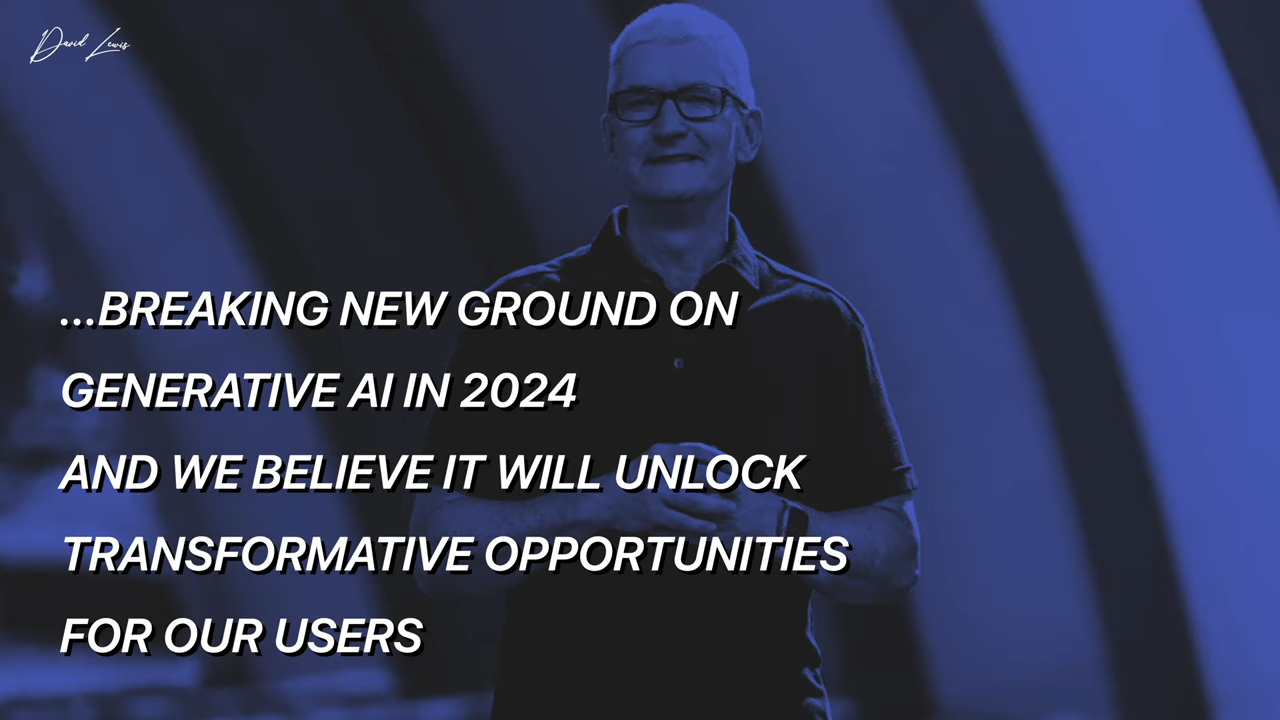 David Lewis
...BREAKING NEW GROUND ON
GENERATIVE AI IN 2024
AND WE BELIEVE IT WILL UNLOCK
TRANSFORMATIVE OPPORTUNITIES
FOR OUR USERS